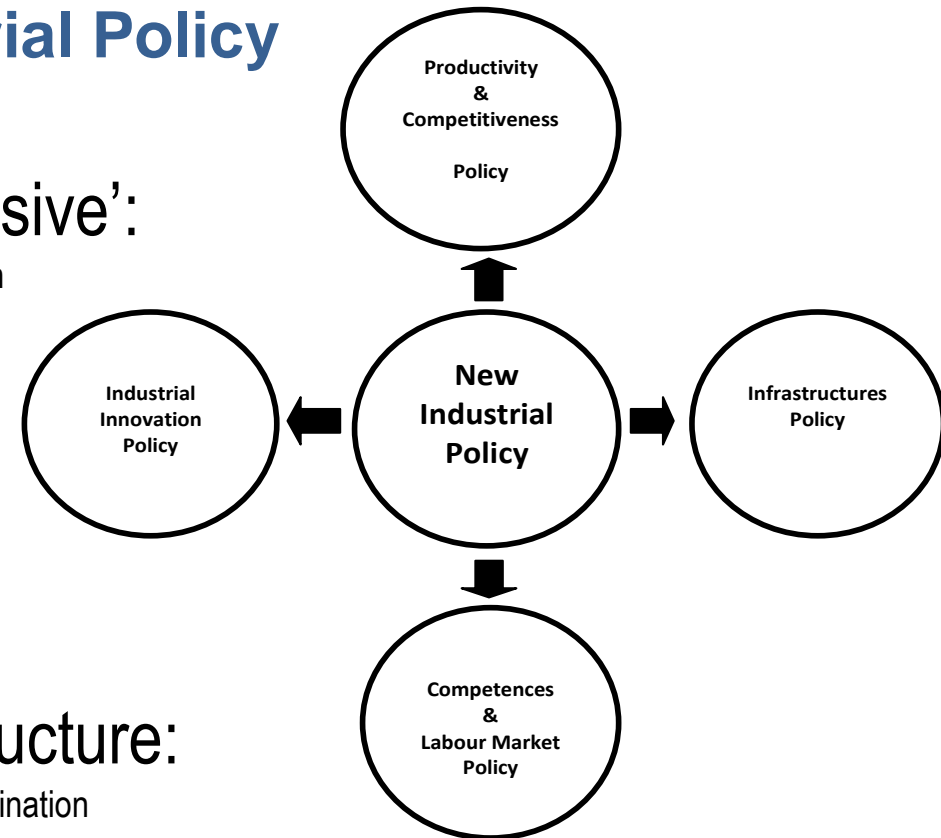 rial Policy
sive’:
n
Productivity
&
Competitiveness
Policy
Industrial
Innovation
Policy
New
Industrial
Policy
Infrastructures
Policy
Competences
&
Labour Market
Policy
ucture:
ination